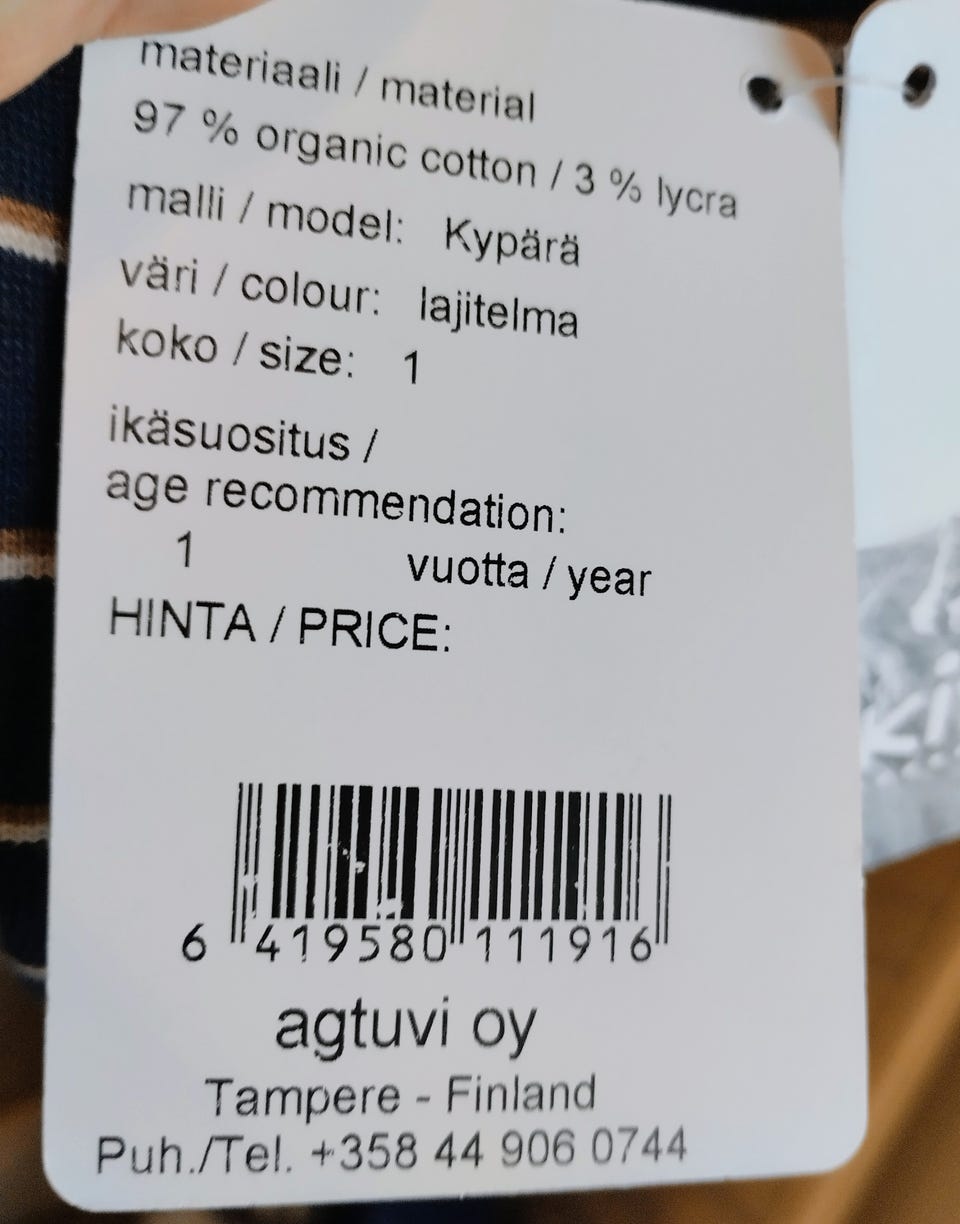 materiaali / material
97 % organic cotton / 3 % lycra
malli / model: Kypärä
väri / colour: lajitelma
koko / size: 1
ikäsuositus /
age recommendation:
1 vuotta / year
HINTA / PRICE:
6 419580 111916
agtuvi oy
Tampere - Finland
Puh./Tel. +358 44 906 0744